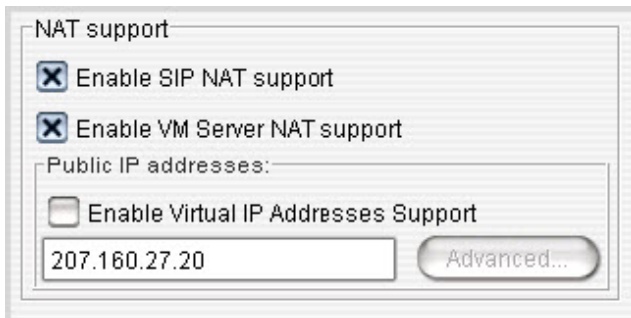 NAT support
Enable SIP NAT support
Enable VM Server NAT support
Public IP addresses:
Enable Virtual IP Addresses Support
207.160.27.20
Advanced...